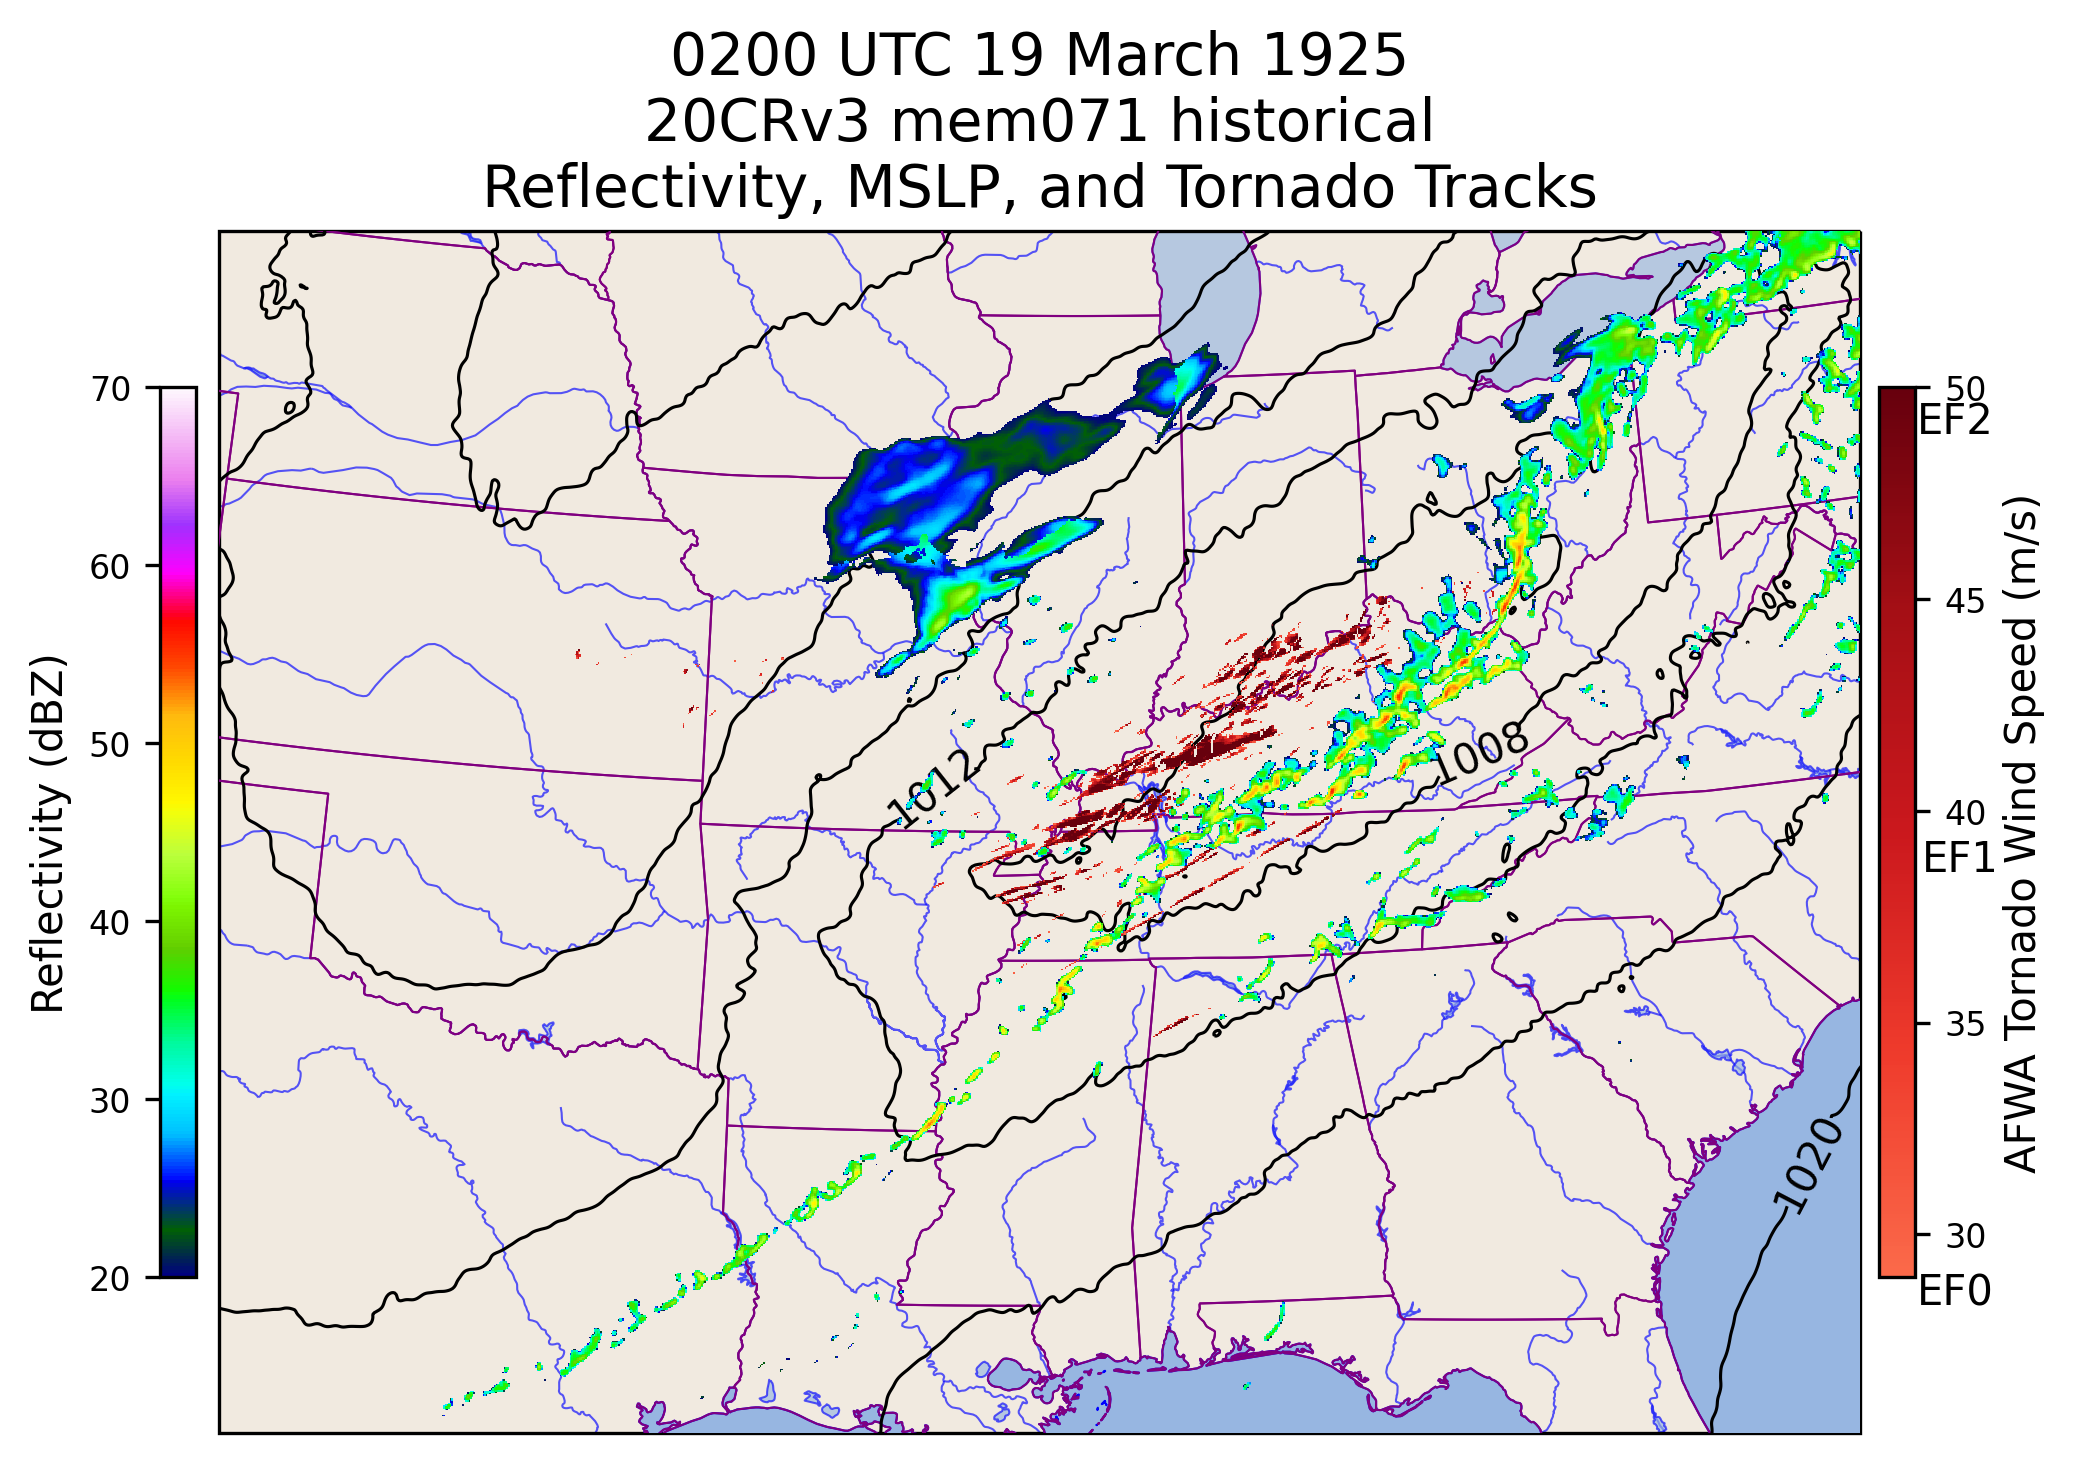 0200 UTC 19 March 1925
20CRv3 mem071 historical
Reflectivity, MSLP, and Tornado Tracks
70
60
50
40
30
20
Reflectivity (dBZ)
1012
1008
1020
50
EF2
45
40
EF1
35
30
EF0
AFWA Tornado Wind Speed (m/s)